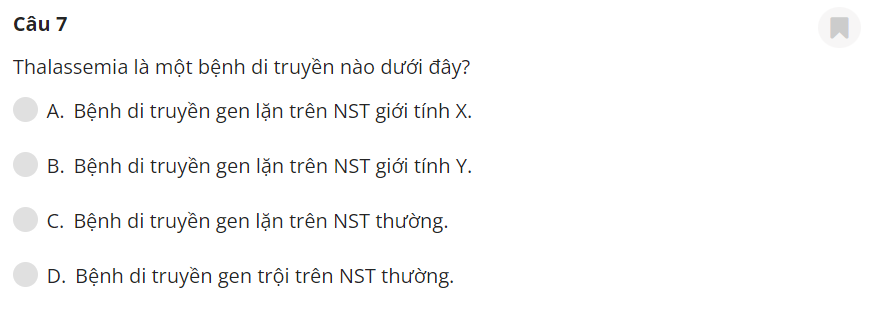 Câu 7
Thalassemia là một bệnh di truyền nào dưới đây?
A. Bệnh di truyền gen lặn trên NST giới tính X.
B. Bệnh di truyền gen lặn trên NST giới tính Y.
C. Bệnh di truyền gen lặn trên NST thường.
D. Bệnh di truyền gen trội trên NST thường.